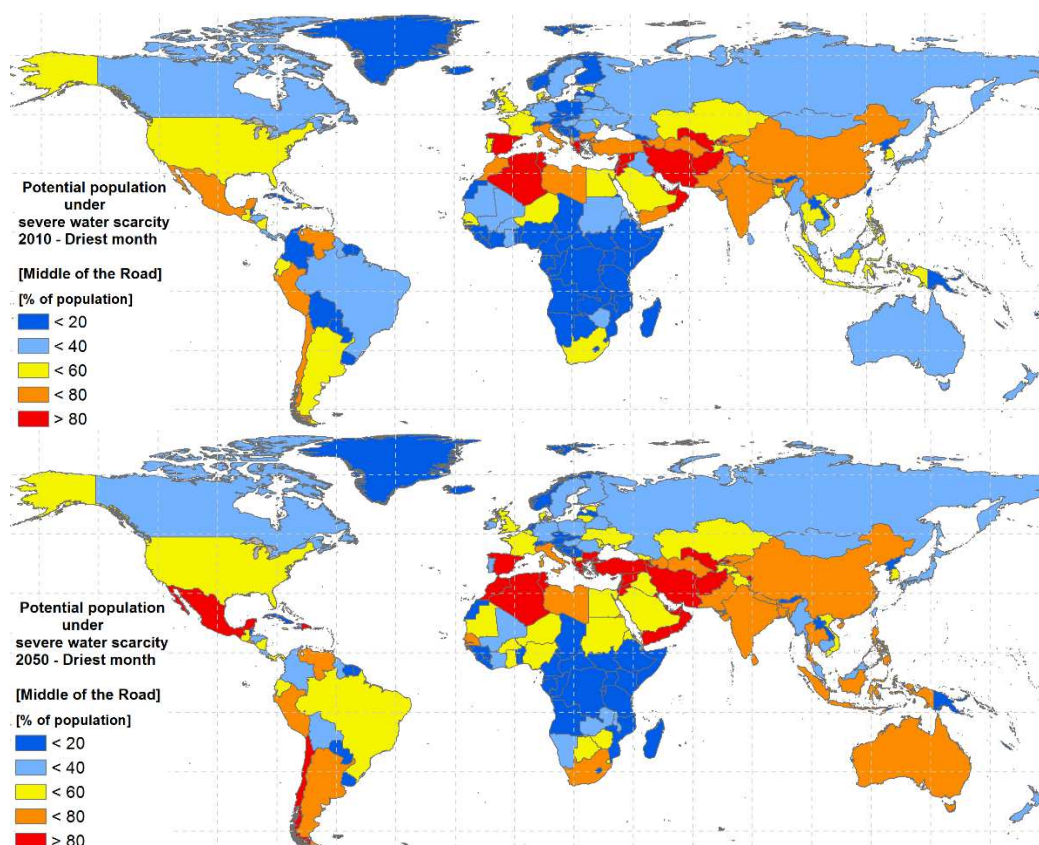 Potential population
under
severe water scarcity
2010 - Driest month
[Middle of the Road]
[% of population]
< 20
< 40
< 60
< 80
> 80
Potential population
under
severe water scarcity
2050 - Driest month
[Middle of the Road]
[% of population]
< 20
< 40
< 60
< 80
> 80